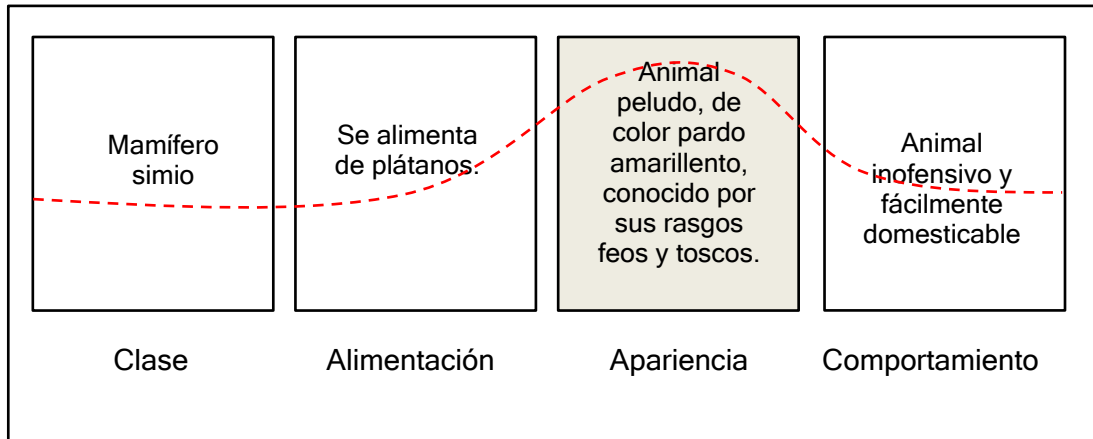 Mamífero
simio
Se alimenta
de plátanos.
Animal
peludo, de
color pardo
amarillento,
conocido por
sus rasgos
feos y toscos.
Animal
inofensivo y
fácilmente
domesticable
Clase
Alimentación
Apariencia
Comportamiento